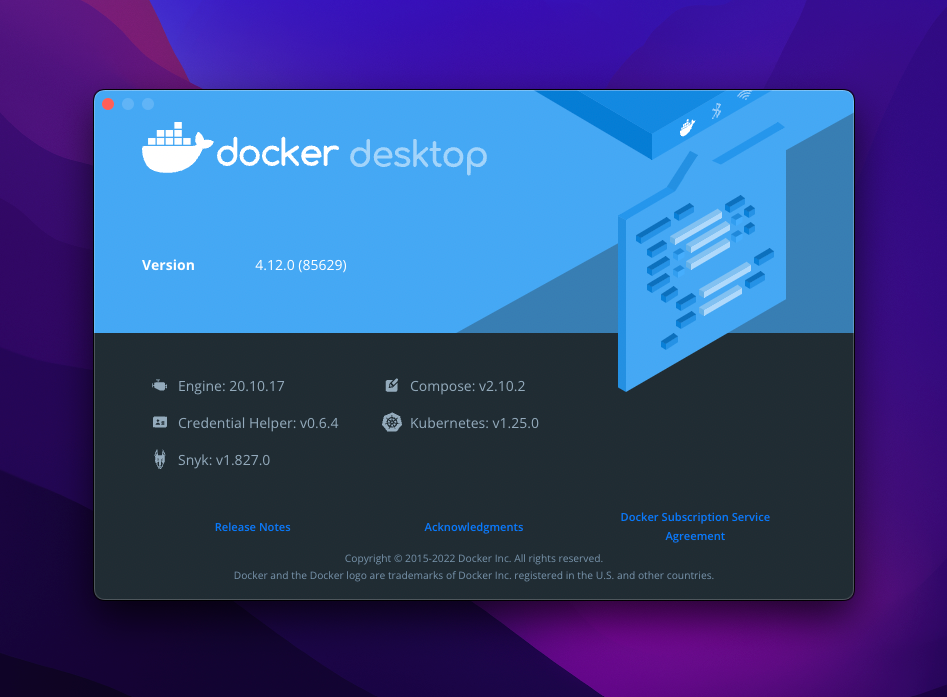 docker desktop
Version 4.12.0 (85629)
Engine: 20.10.17 Compose: v2.10.2
Credential Helper: v0.6.4 Kubernetes: v1.25.0
Snyk: v1.827.0
Release Notes Acknowledgments Docker Subscription Service
Agreement
Copyright © 2015-2022 Docker Inc. All rights reserved.
Docker and the Docker logo are trademarks of Docker Inc. registered in the U.S. and other countries.